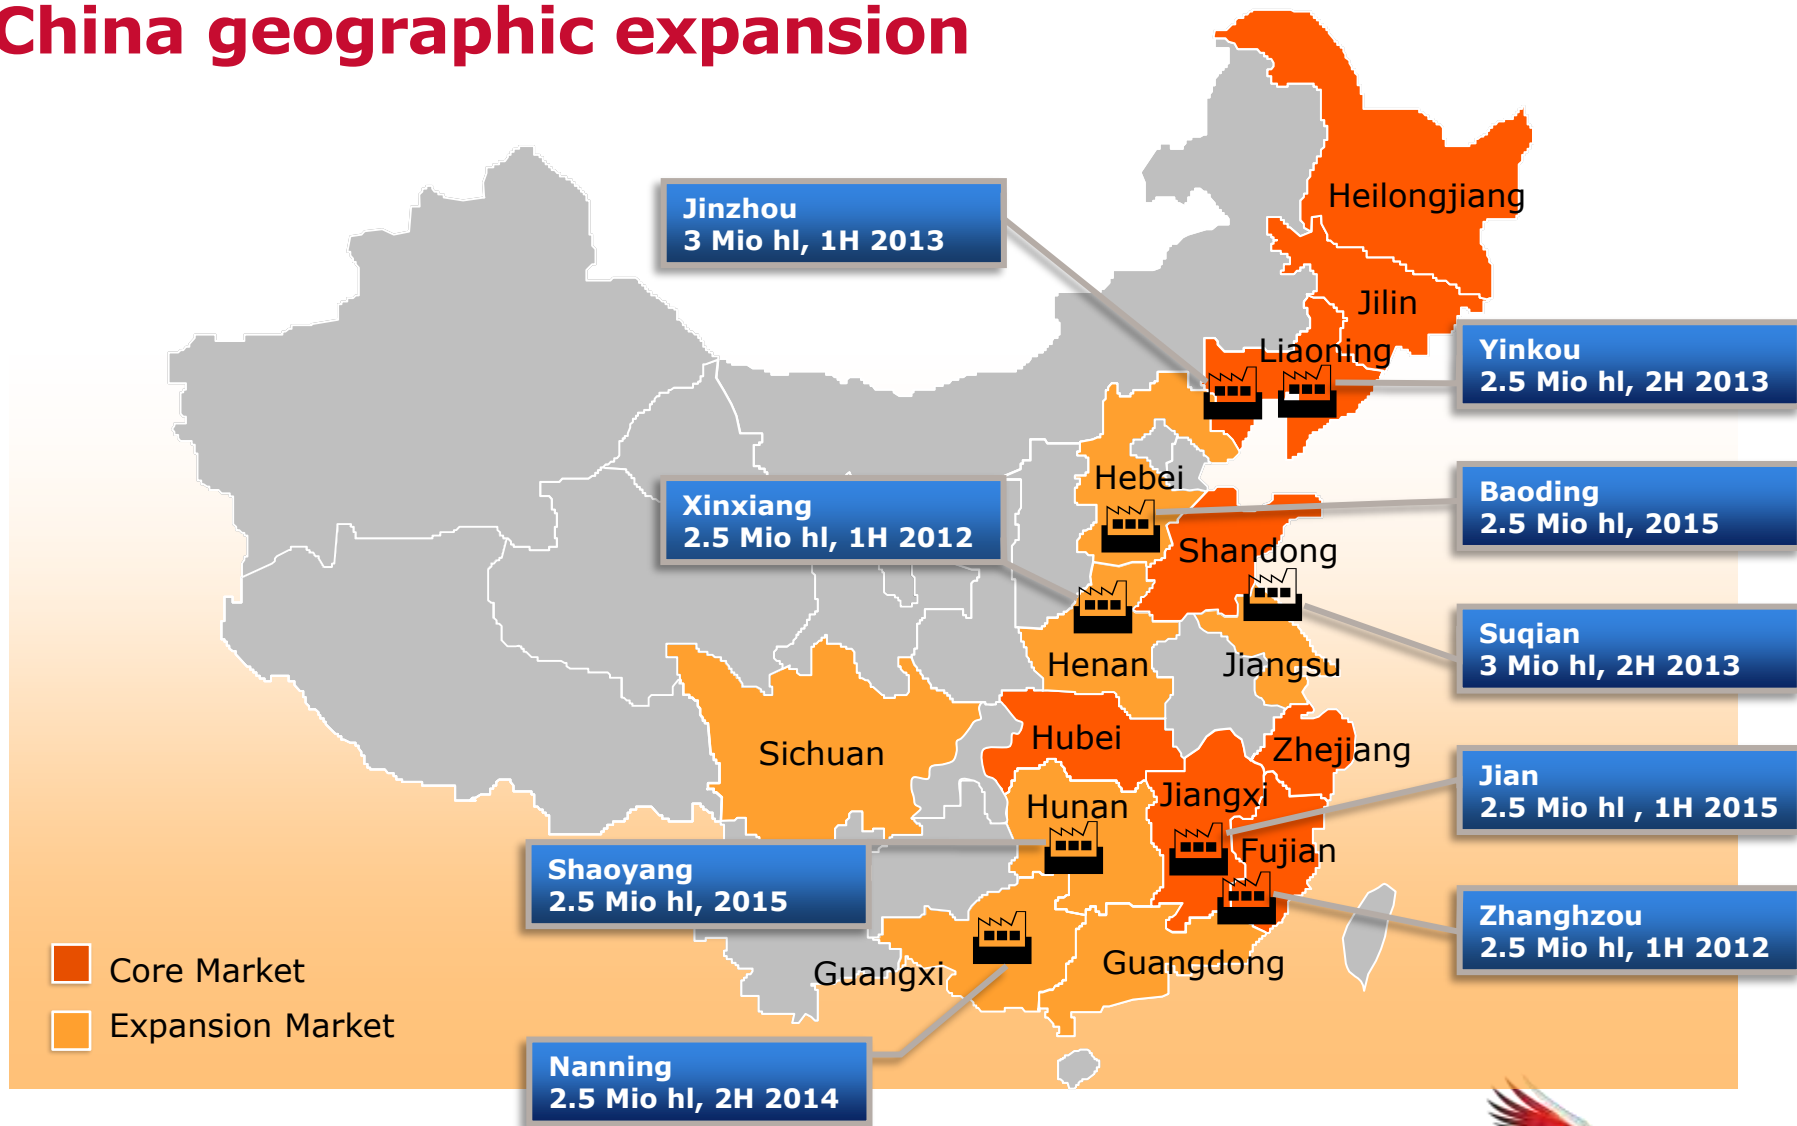 China geographic expansion
Heilongjiang
Jinzhou
3 Mio hl, 1H 2013
Jilin
Liaoning
Yinkou
2.5 Mio hl, 2H 2013
Hebei
Xinxiang
2.5 Mio hl, 1H 2012
Baoding
2.5 Mio hl, 2015
Shandong
Henan
Jiangsu
Suqian
3 Mio hl, 2H 2013
Sichuan
Hubei
Zhejiang
Hunan
Jiangxi
Jian
2.5 Mio hl , 1H 2015
Fujian
Shaoyang
2.5 Mio hl, 2015
Zhanghzou
2.5 Mio hl, 1H 2012
Guangxi
Guangdong
Core Market
Expansion Market
Nanning
2.5 Mio hl, 2H 2014